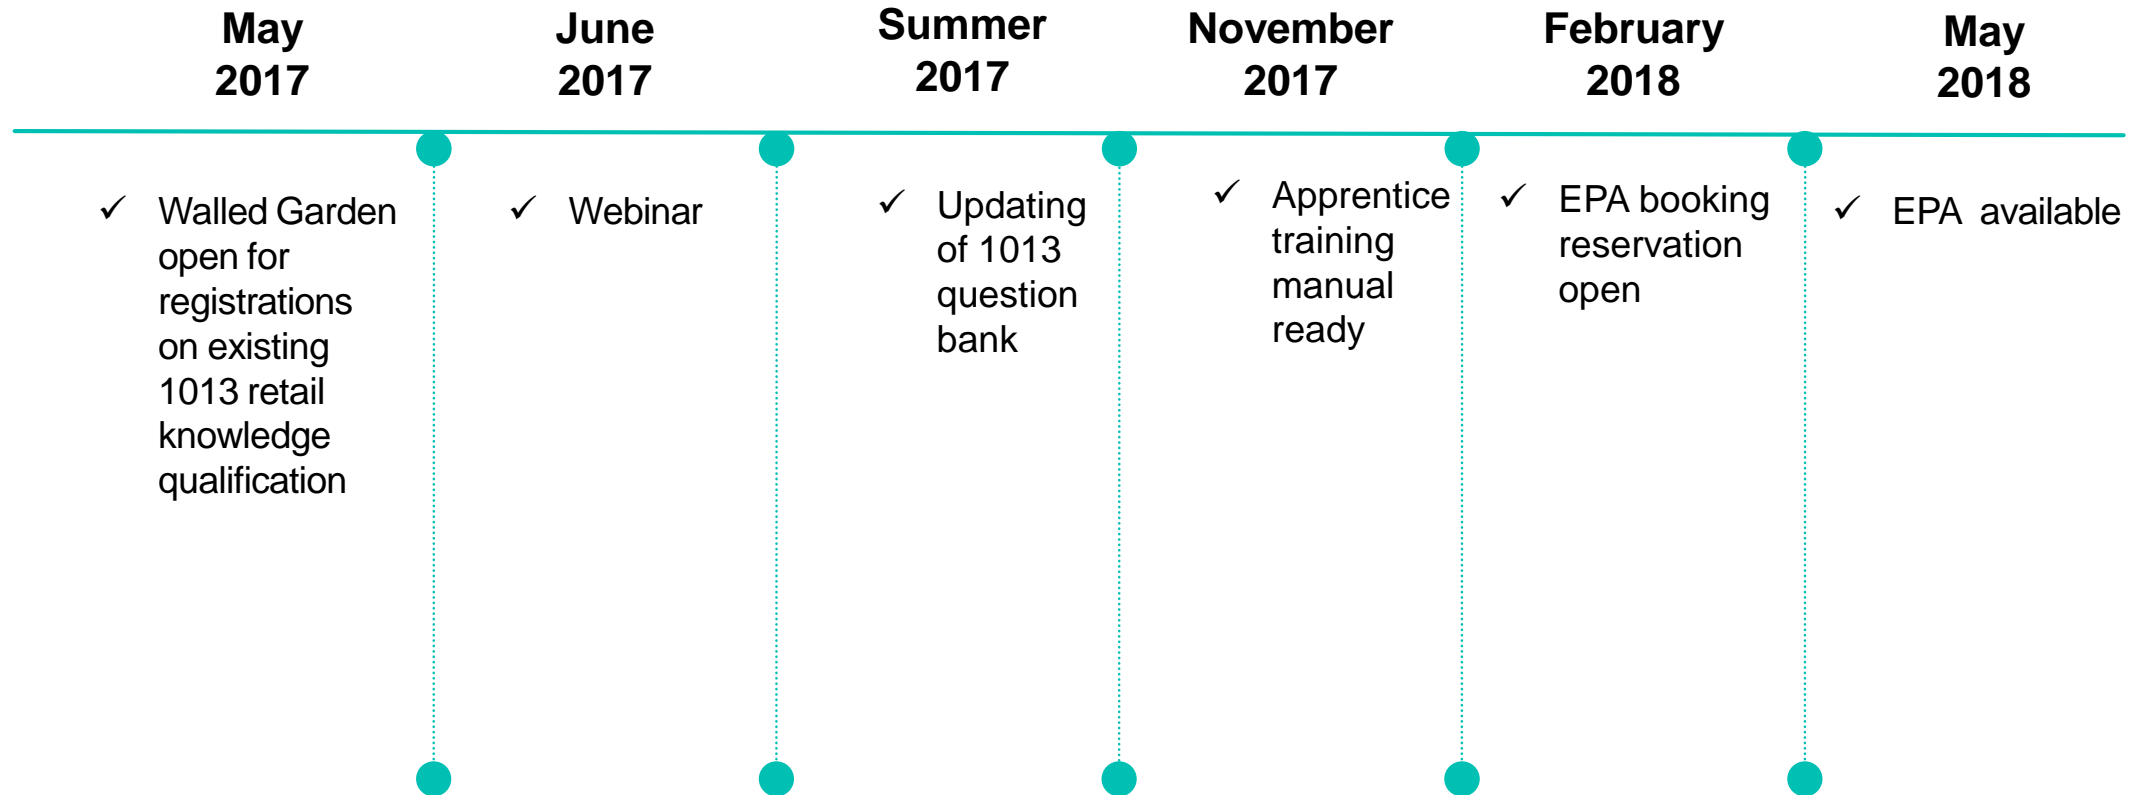 May
2017
June
2017
Summer
2017
November
2017
February
2018
May
2018
✓ Walled Garden
open for
registrations
on existing
1013 retail
knowledge
qualification
✓ Webinar
✓ Updating
of 1013
question
bank
✓ Apprentice
training
manual
ready
✓ EPA booking
reservation
open
✓ EPA available